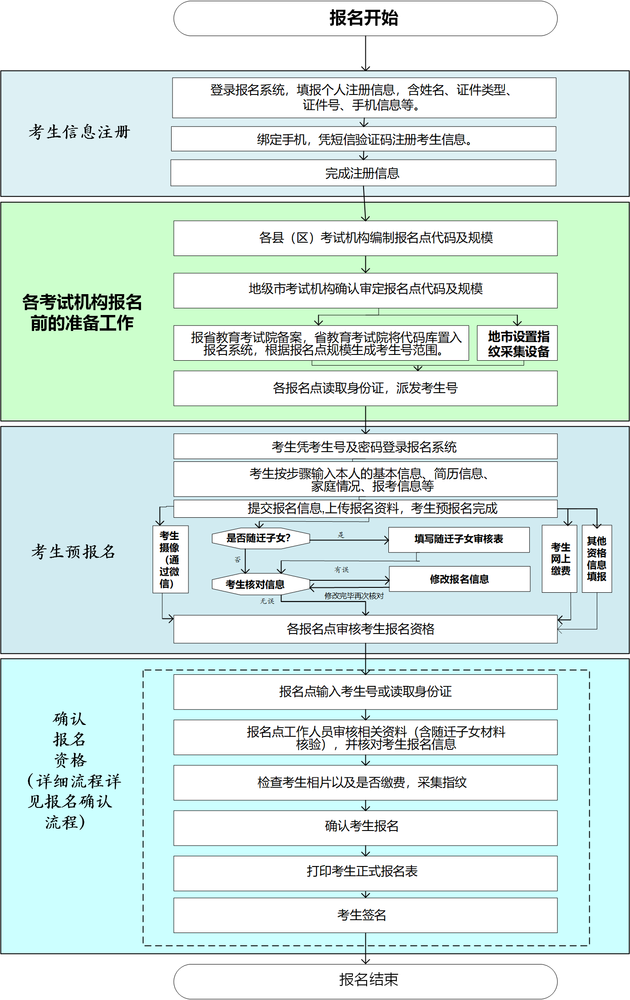 报名开始
登录报名系统，填报个人注册信息，含姓名、证件类型、
证件号、手机信息等。
考生信息注册
绑定手机，凭短信验证码注册考生信息。
完成注册信息
各县（区）考试机构编制报名点代码及规模
地级市考试机构确认审定报名点代码及规模
各考试机构报名
前的准备工作
报省教育考试院备案，省教育考试院将代码库置入
报名系统，根据报名点规模生成考生号范围。
地市设置指
纹采集设备
各报名点读取身份证，派发考生号
考生凭考生号及密码登录报名系统
考生按步骤输入本人的基本信息、简历信息、
家庭情况、报考信息等
提交报名信息,上传报名资料，考生预报名完成
考生预报名
考生
摄像
（通
过微
信）
是否随迁子女?
是
填写随迁子女审核表
否
考生核对信息
有误
修改报名信息
修改完毕再次核对
无误
考生
网上
缴费
其他
资格
信息
填报
各报名点审核考生报名资格
确认
报名
资格
（详细流程详
见报名确认
流程）
报名点输入考生号或读取身份证
报名点工作人员审核相关资料（含随迁子女材料
核验），并核对考生报名信息
检查考生相片以及是否缴费，采集指纹
确认考生报名
打印考生正式报名表
考生签名
报名结束